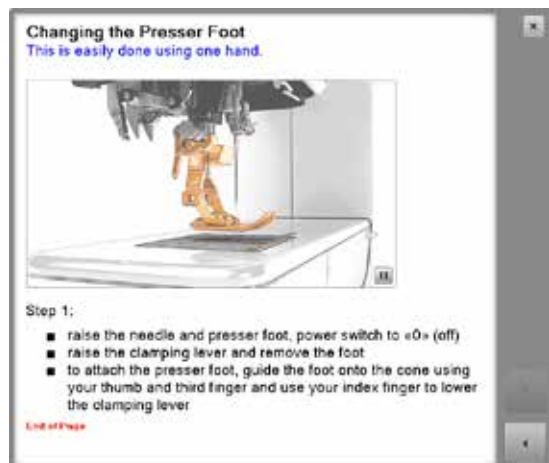 Changing the Presser Foot
This is easily done using one hand.
Step 1:
■ raise the needle and presser foot, power switch to «0» (off)
■ raise the clamping lever and remove the foot
■ to attach the presser foot, guide the foot onto the cone using
your thumb and third finger and use your index finger to lower
the clamping lever
End of Page